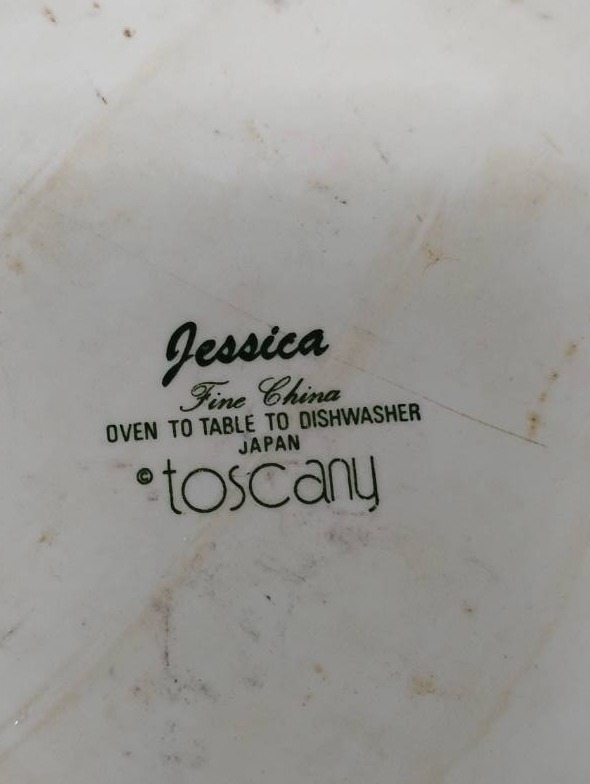 Jessica
Fine China
OVEN TO TABLE TO DISHWASHER
JAPAN
© toscany